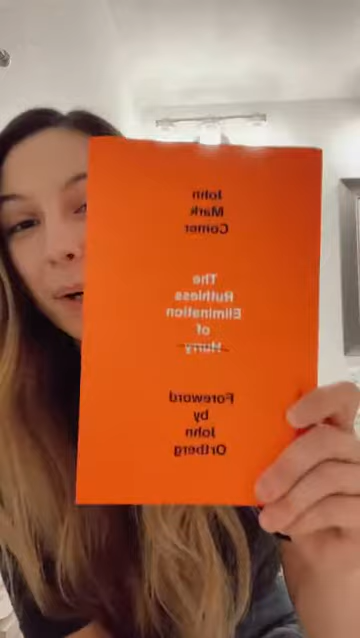 John
Mark
Comer
The
Ruthless
Elimination
of
Hurry
Foreword
by
John
Ortberg